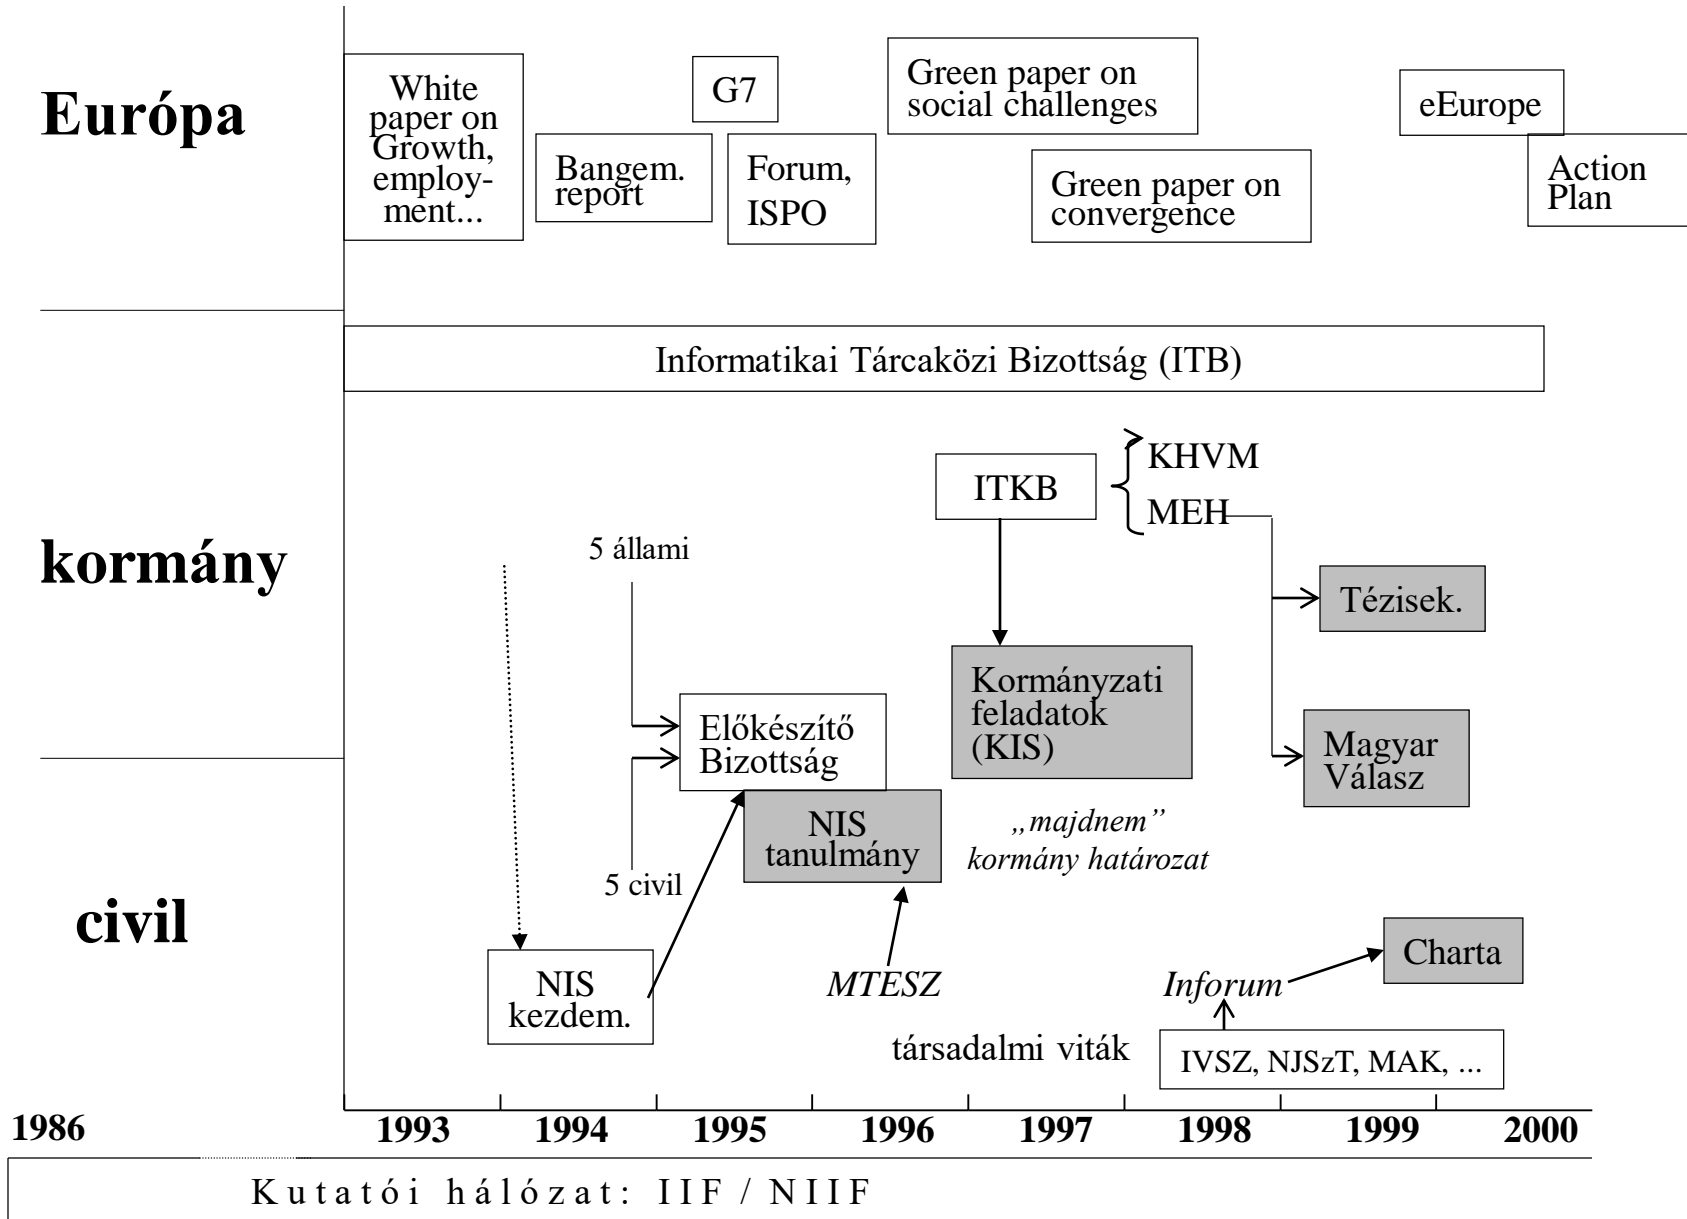 Európa
White
paper on
Growth,
employ-
ment...
Bangem.
report
G7
Forum,
ISPO
Green paper on
social challenges
Green paper on
convergence
eEurope
Action
Plan
Informatikai Tárcaközi Bizottság (ITB)
kormány
ITKB
KHVM
MEH
5 állami
Tézisek.
Kormányzati
feladatok
(KIS)
Előkészítő
Bizottság
Magyar
Válasz
NIS
tanulmány
„majdnem”
kormány határozat
5 civil
civil
NIS
kezdem.
MTESZ
Inforum
Charta
társadalmi viták
IVSZ, NJSzT, MAK, ...
1986 1993 1994 1995 1996 1997 1998 1999 2000
Kutatói hálózat: IIF / NIIF